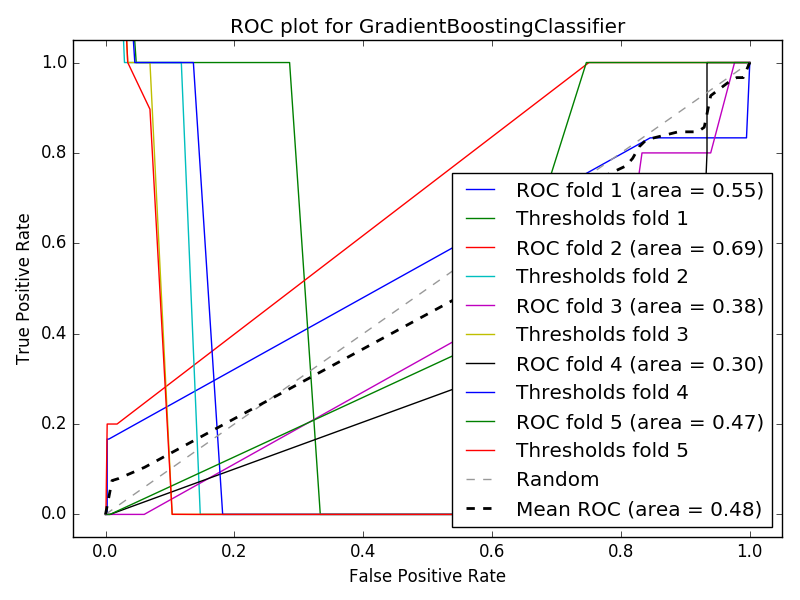 ROC plot for GradientBoostingClassifier
True Positive Rate
1.0
0.8
0.6
0.4
0.2
0.0
ROC fold 1 (area = 0.55)
Thresholds fold 1
ROC fold 2 (area = 0.69)
Thresholds fold 2
ROC fold 3 (area = 0.38)
Thresholds fold 3
ROC fold 4 (area = 0.30)
Thresholds fold 4
ROC fold 5 (area = 0.47)
Thresholds fold 5
Random
Mean ROC (area = 0.48)
0.0 0.2 0.4 0.6 0.8 1.0
False Positive Rate